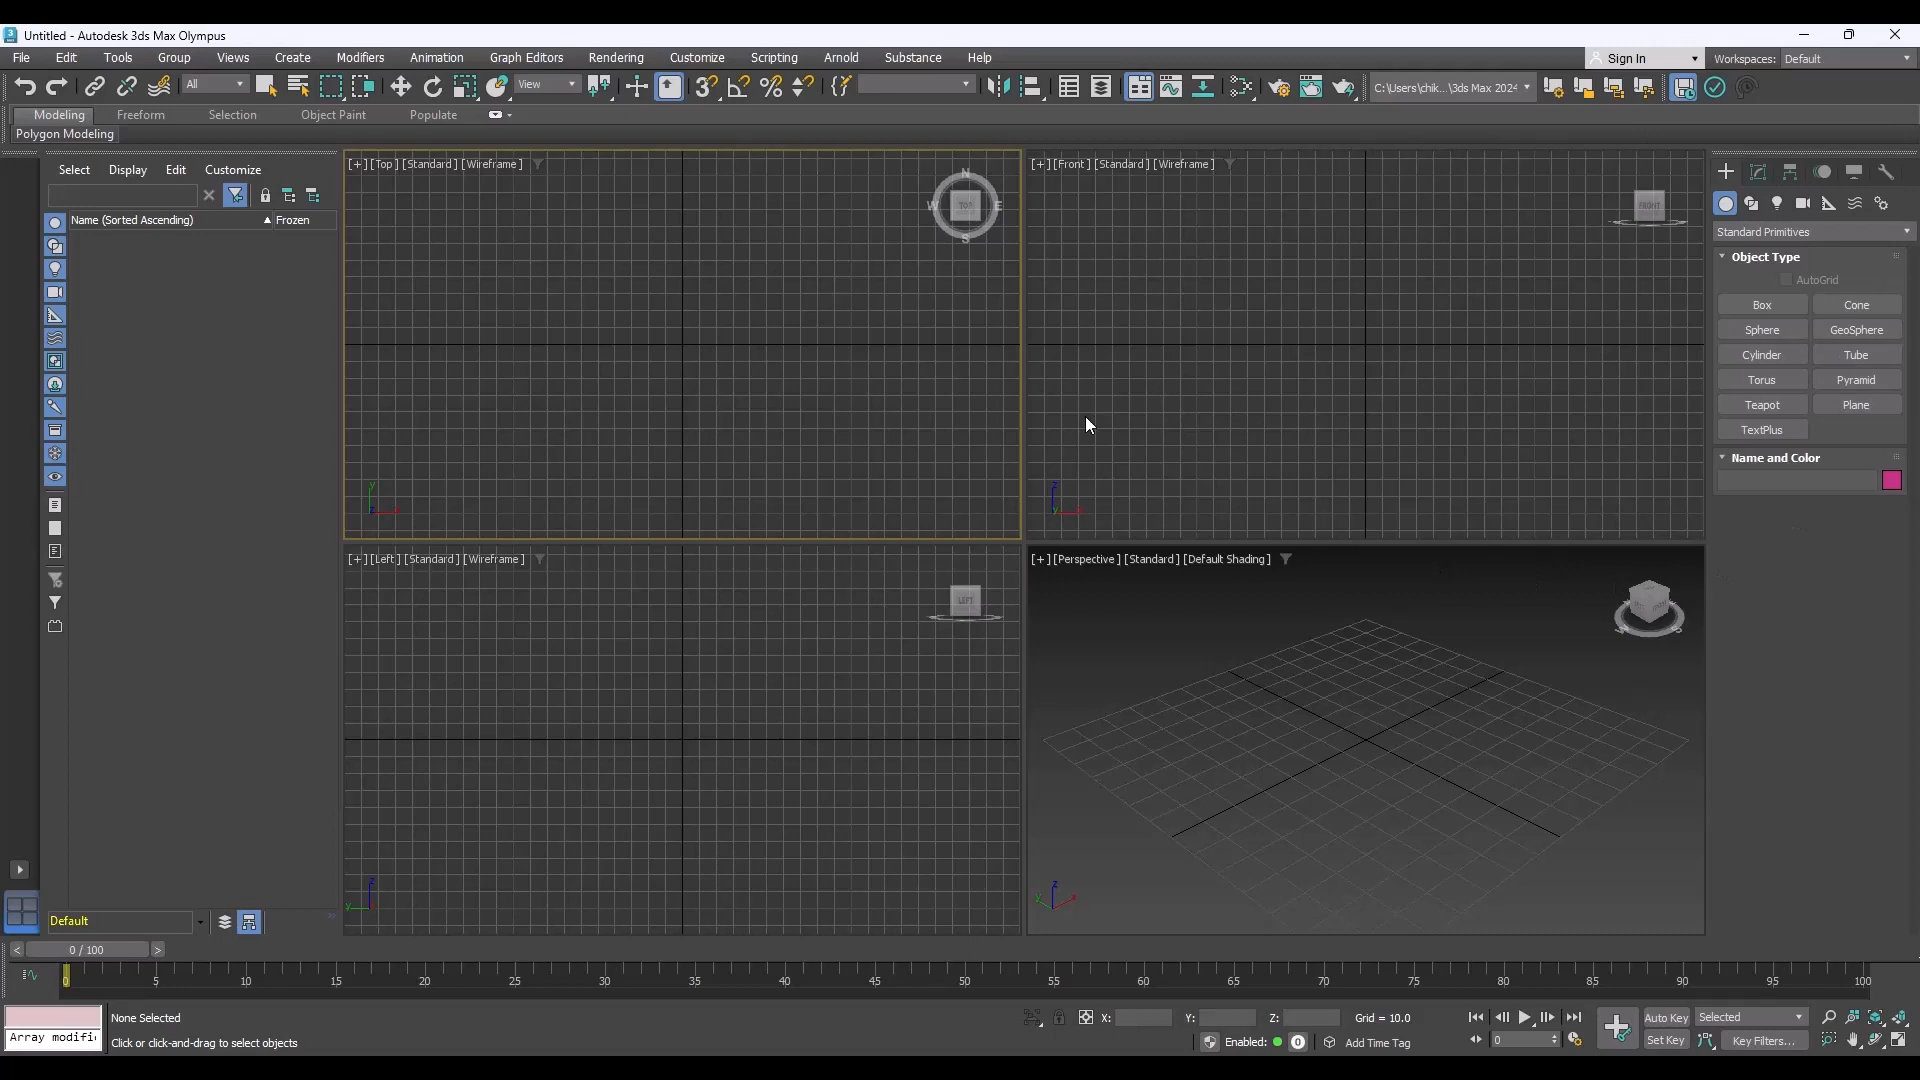 Untitled - Autodesk 3ds Max Olympus
File Edit Tools Group Views Create Modifiers Animation Graph Editors Rendering Customize Scripting Arnold Substance Help
Sign In Workspaces: Default
All View C:\Users\chik...\3ds Max 2024
Modeling Freeform Selection Object Paint Populate
Polygon Modeling
Select Display Edit Customize
Name (Sorted Ascending) Frozen
[+] [Top] [Standard] [Wireframe]
N
W TOP E
S
[+] [Front] [Standard] [Wireframe]
FRONT
Standard Primitives
Object Type
AutoGrid
Box Cone
Sphere GeoSphere
Cylinder Tube
Torus Pyramid
Teapot Plane
TextPlus
Name and Color
y
z x
z
y x
[+] [Left] [Standard] [Wireframe]
LEFT
[+] [Perspective] [Standard] [Default Shading]
z
y
z
y x
Default
< 0 / 100 >
0 5 10 15 20 25 30 35 40 45 50 55 60 65 70 75 80 85 90 95 100
None Selected
X: Y: Z: Grid = 10.0
Auto Key Selected
Array modifi
Click or click-and-drag to select objects
Enabled: 0 Add Time Tag
0
Set Key Key Filters...